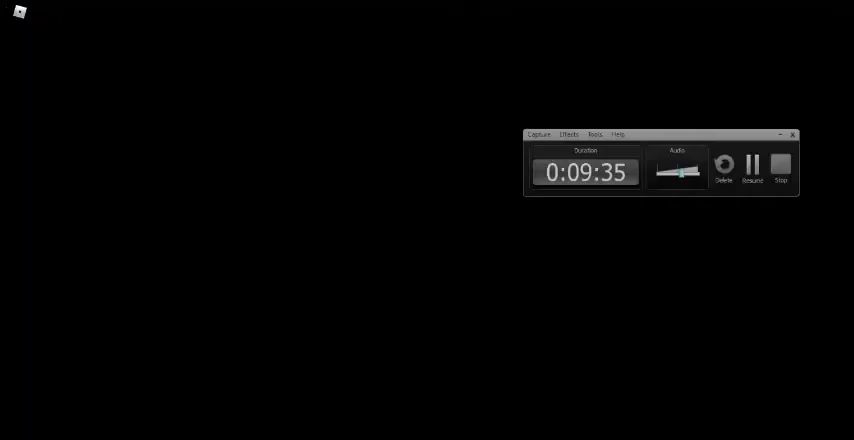 Capture Effects Tools Help
Duration
Audio
0:09:35
Delete
Resume
Stop